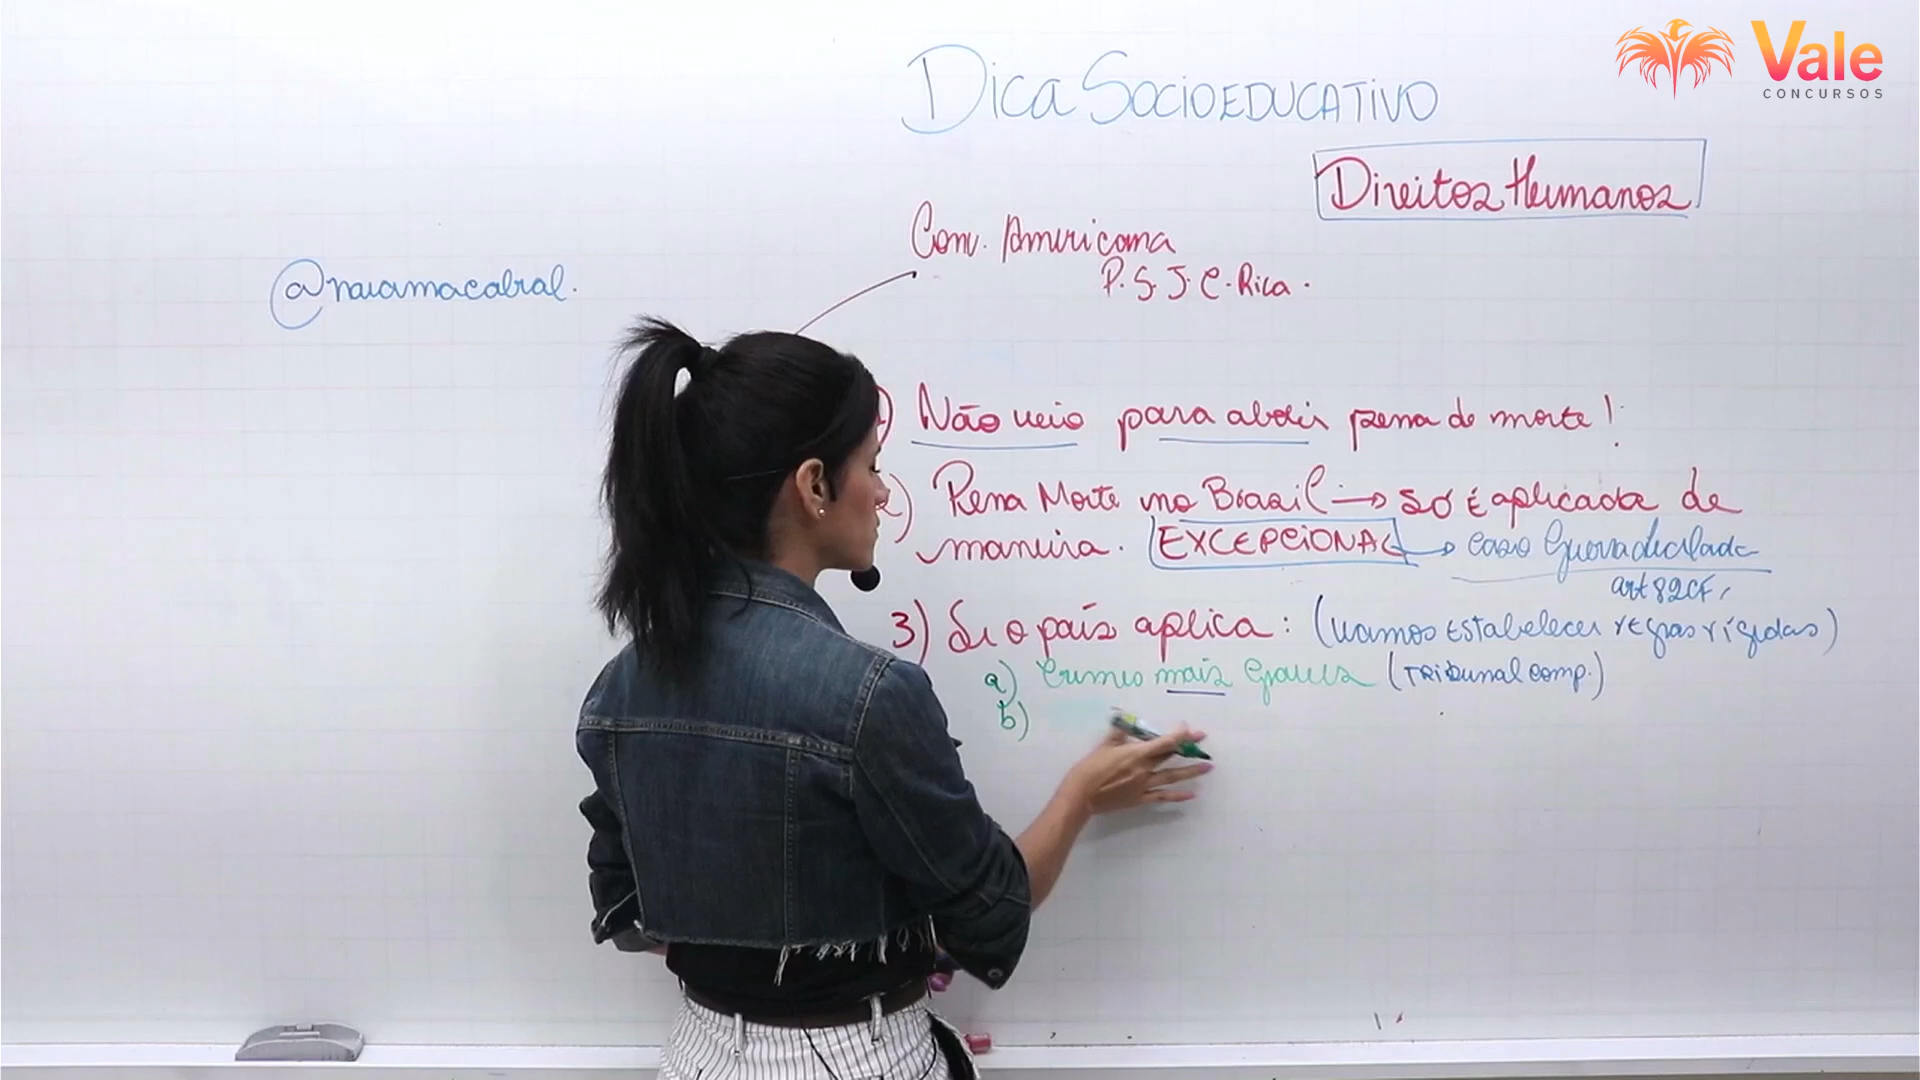 Vale
CONCURSOS
Dica SOCIOEDUCATIVO
Direitos Humanos
Conv. Americana
P. S. J. C. Rica.
@naiamacabral.
) Não veio para abolir pena de morte!
2) Pena Morte no Brasil → Só É aplicada de
maneira. EXCEPCIONAL → caso Guerra declarada
art 82 CF,
3) Se o país aplica: (vamos ESTABELECER regras rígidas)
a) Crimes mais Graves (TRIBUNAL comp.)
b)